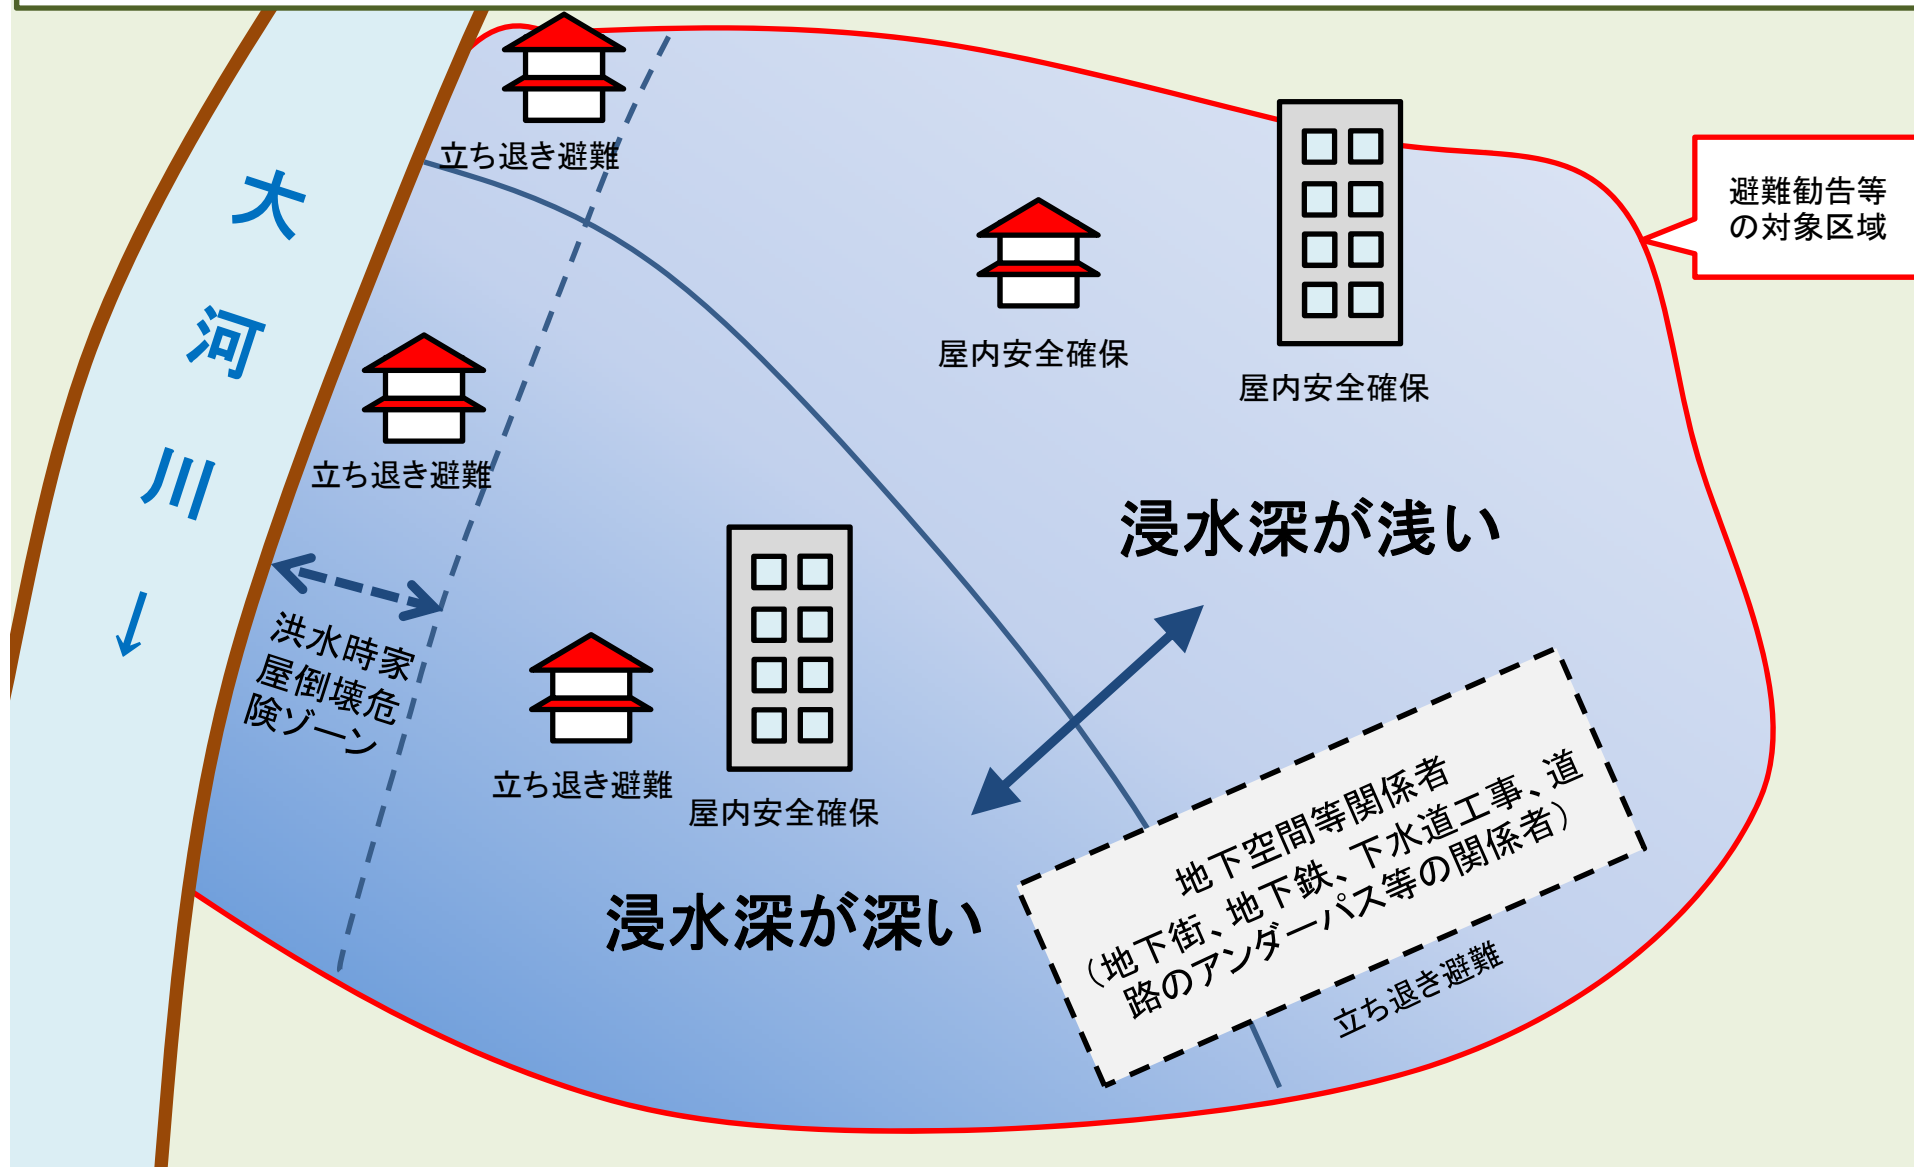 立ち退き避難
大河川
避難勧告等
の対象区域
屋内安全確保
屋内安全確保
立ち退き避難
浸水深が浅い
洪水時家
屋倒壊危
険ゾーン
立ち退き避難
屋内安全確保
浸水深が深い
地下空間等関係者
（地下街、地下鉄、下水道工事、道
路のアンダーパス等の関係者）
立ち退き避難